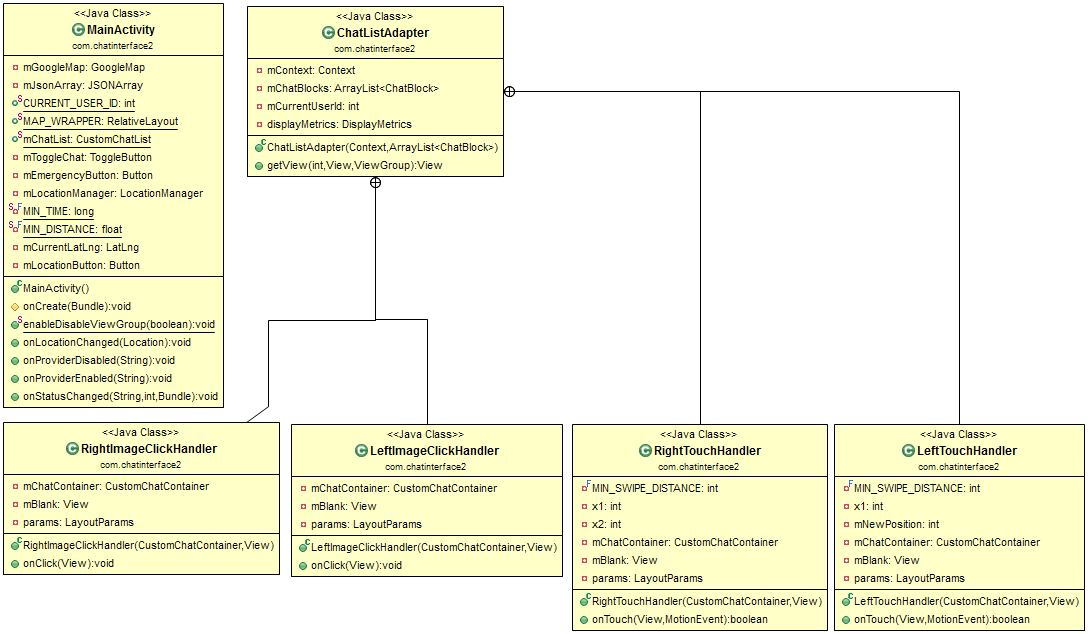 <<Java Class>>
MainActivity
com.chatinterface2
mGoogleMap: GoogleMap
mJsonArray: JSONArray
CURRENT_USER_ID: int
MAP_WRAPPER: RelativeLayout
mChatList: CustomChatList
mToggleChat: ToggleButton
mEmergencyButton: Button
mLocationManager: LocationManager
MIN_TIME: long
MIN_DISTANCE: float
mCurrentLatLng: LatLng
mLocationButton: Button
MainActivity()
onCreate(Bundle):void
enableDisableViewGroup(boolean):void
onLocationChanged(Location):void
onProviderDisabled(String):void
onProviderEnabled(String):void
onStatusChanged(String,int,Bundle):void
<<Java Class>>
ChatListAdapter
com.chatinterface2
mContext: Context
mChatBlocks: ArrayList<ChatBlock>
mCurrentUserId: int
displayMetrics: DisplayMetrics
ChatListAdapter(Context,ArrayList<ChatBlock>)
getView(int,View,ViewGroup):View
<<Java Class>>
RightImageClickHandler
com.chatinterface2
mChatContainer: CustomChatContainer
mBlank: View
params: LayoutParams
RightImageClickHandler(CustomChatContainer,View)
onClick(View):void
<<Java Class>>
LeftImageClickHandler
com.chatinterface2
mChatContainer: CustomChatContainer
mBlank: View
params: LayoutParams
LeftImageClickHandler(CustomChatContainer,View)
onClick(View):void
<<Java Class>>
RightTouchHandler
com.chatinterface2
MIN_SWIPE_DISTANCE: int
x1: int
x2: int
mChatContainer: CustomChatContainer
mBlank: View
params: LayoutParams
RightTouchHandler(CustomChatContainer,View)
onTouch(View,MotionEvent):boolean
<<Java Class>>
LeftTouchHandler
com.chatinterface2
MIN_SWIPE_DISTANCE: int
x1: int
mNewPosition: int
mChatContainer: CustomChatContainer
mBlank: View
params: LayoutParams
LeftTouchHandler(CustomChatContainer,View)
onTouch(View,MotionEvent):boolean